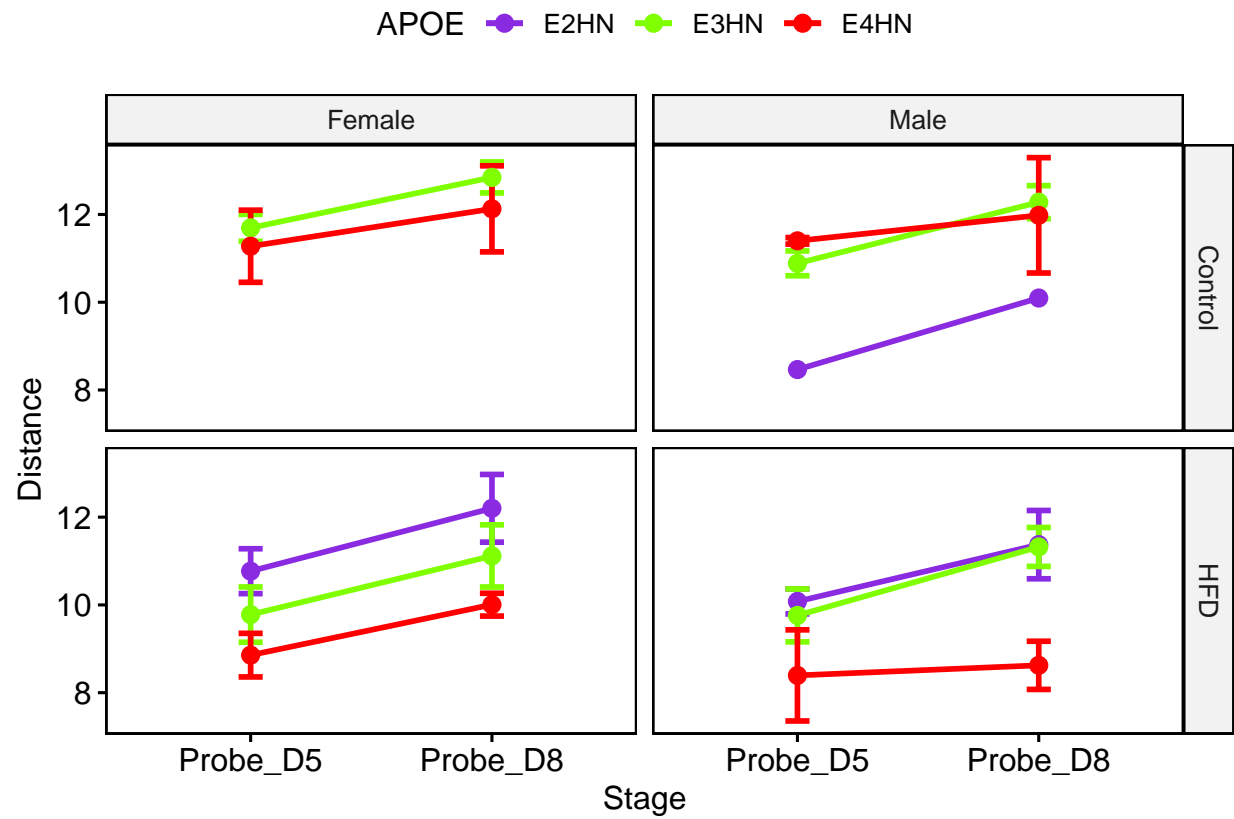 APOE E2HN E3HN E4HN
Female Male
12
10
8
Control
Distance
12
10
8
HFD
Probe_D5 Probe_D8 Probe_D5 Probe_D8
Stage